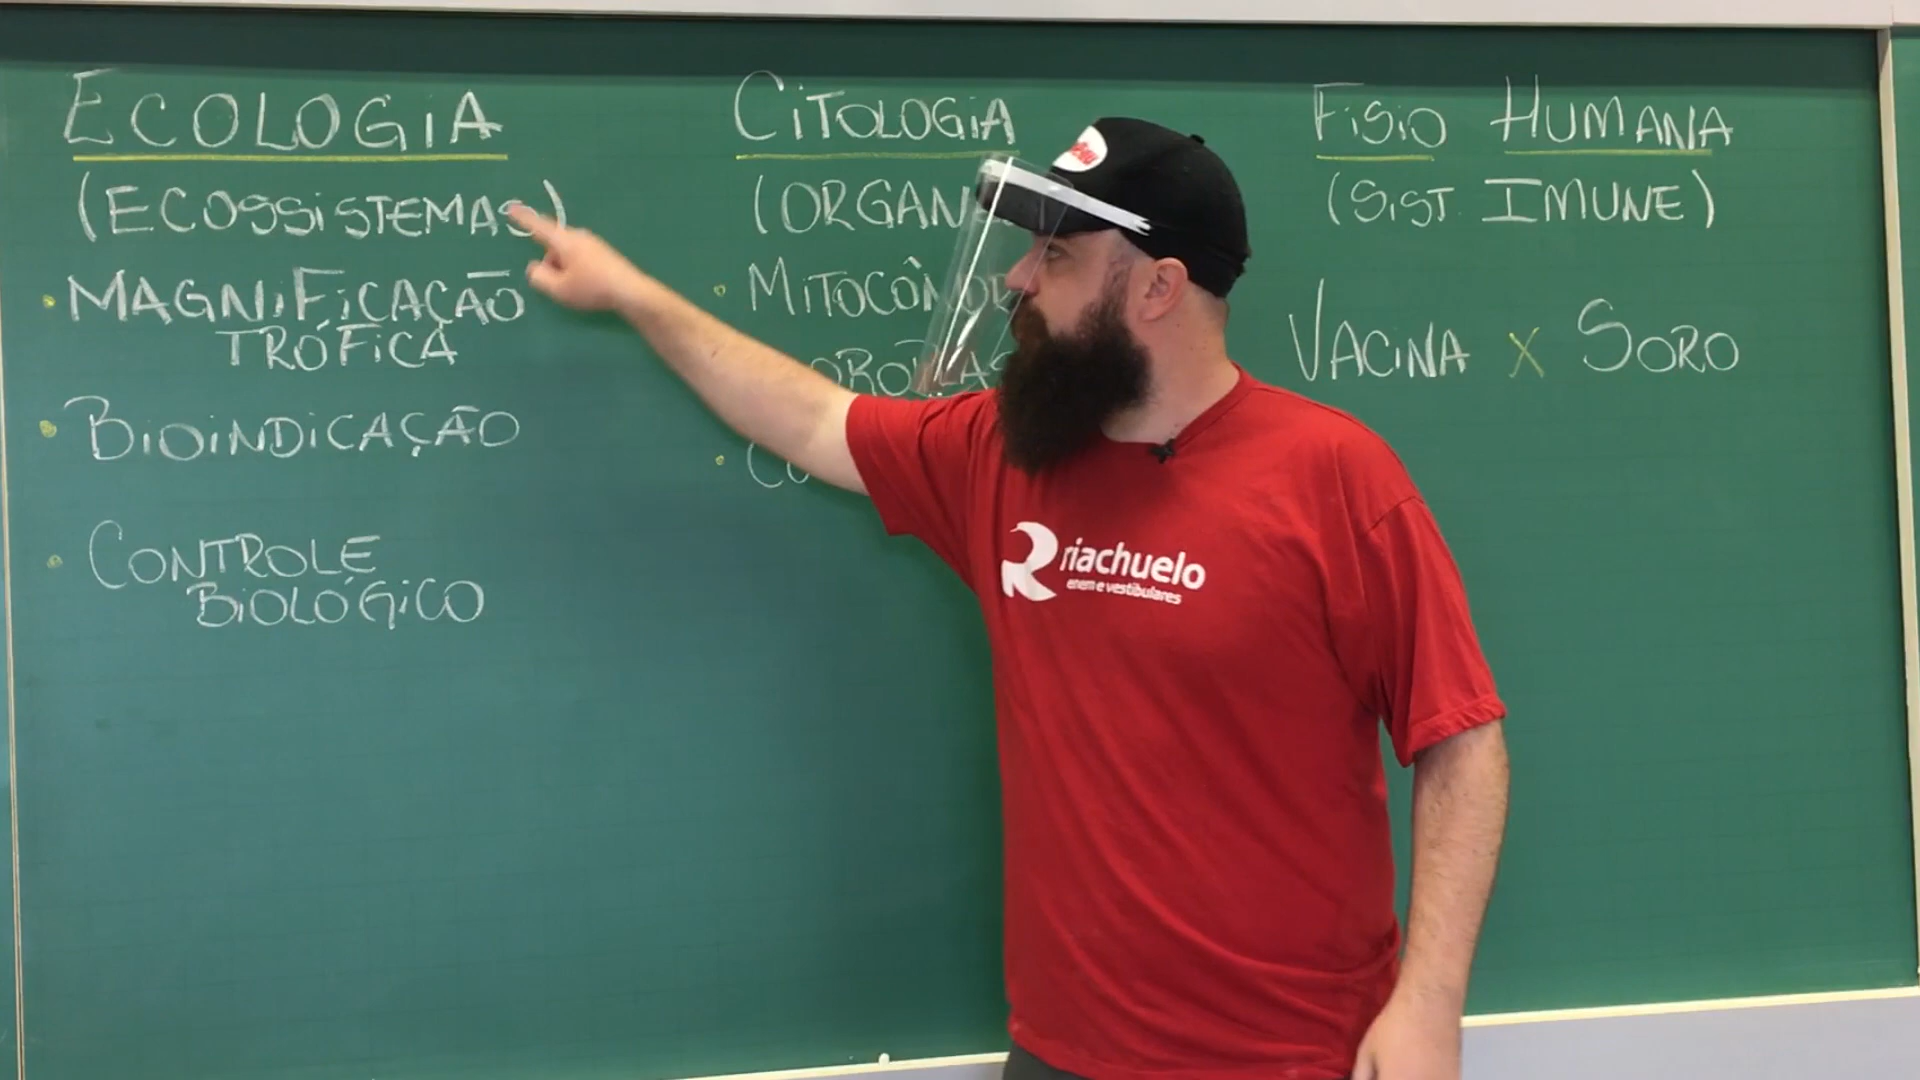 ECOLOGIA
(ECOSSISTEMAS)
• MAGNIFICAÇÃO
TRÓFICA
• BIOINDICAÇÃO
• CONTROLE
BIOLÓGICO
CITOLOGIA
FISIO HUMANA
(SIST. IMUNE)
VACINA X SORO
riachuelo
enem e vestibulares